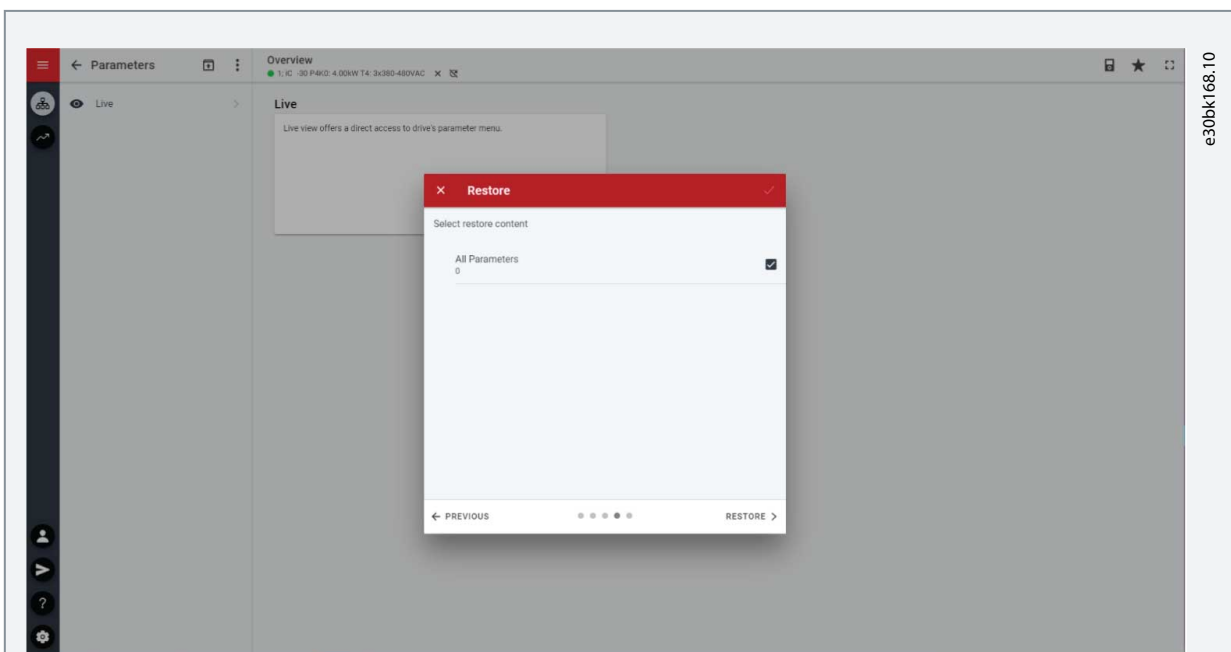 Parameters
Overview
1; iC -30 P4K0: 4.00kW T4: 3x380-480VAC
Live
Live
Live view offers a direct access to drive's parameter menu.
Restore
Select restore content
All Parameters
0
PREVIOUS
RESTORE
?
e30bk168.10